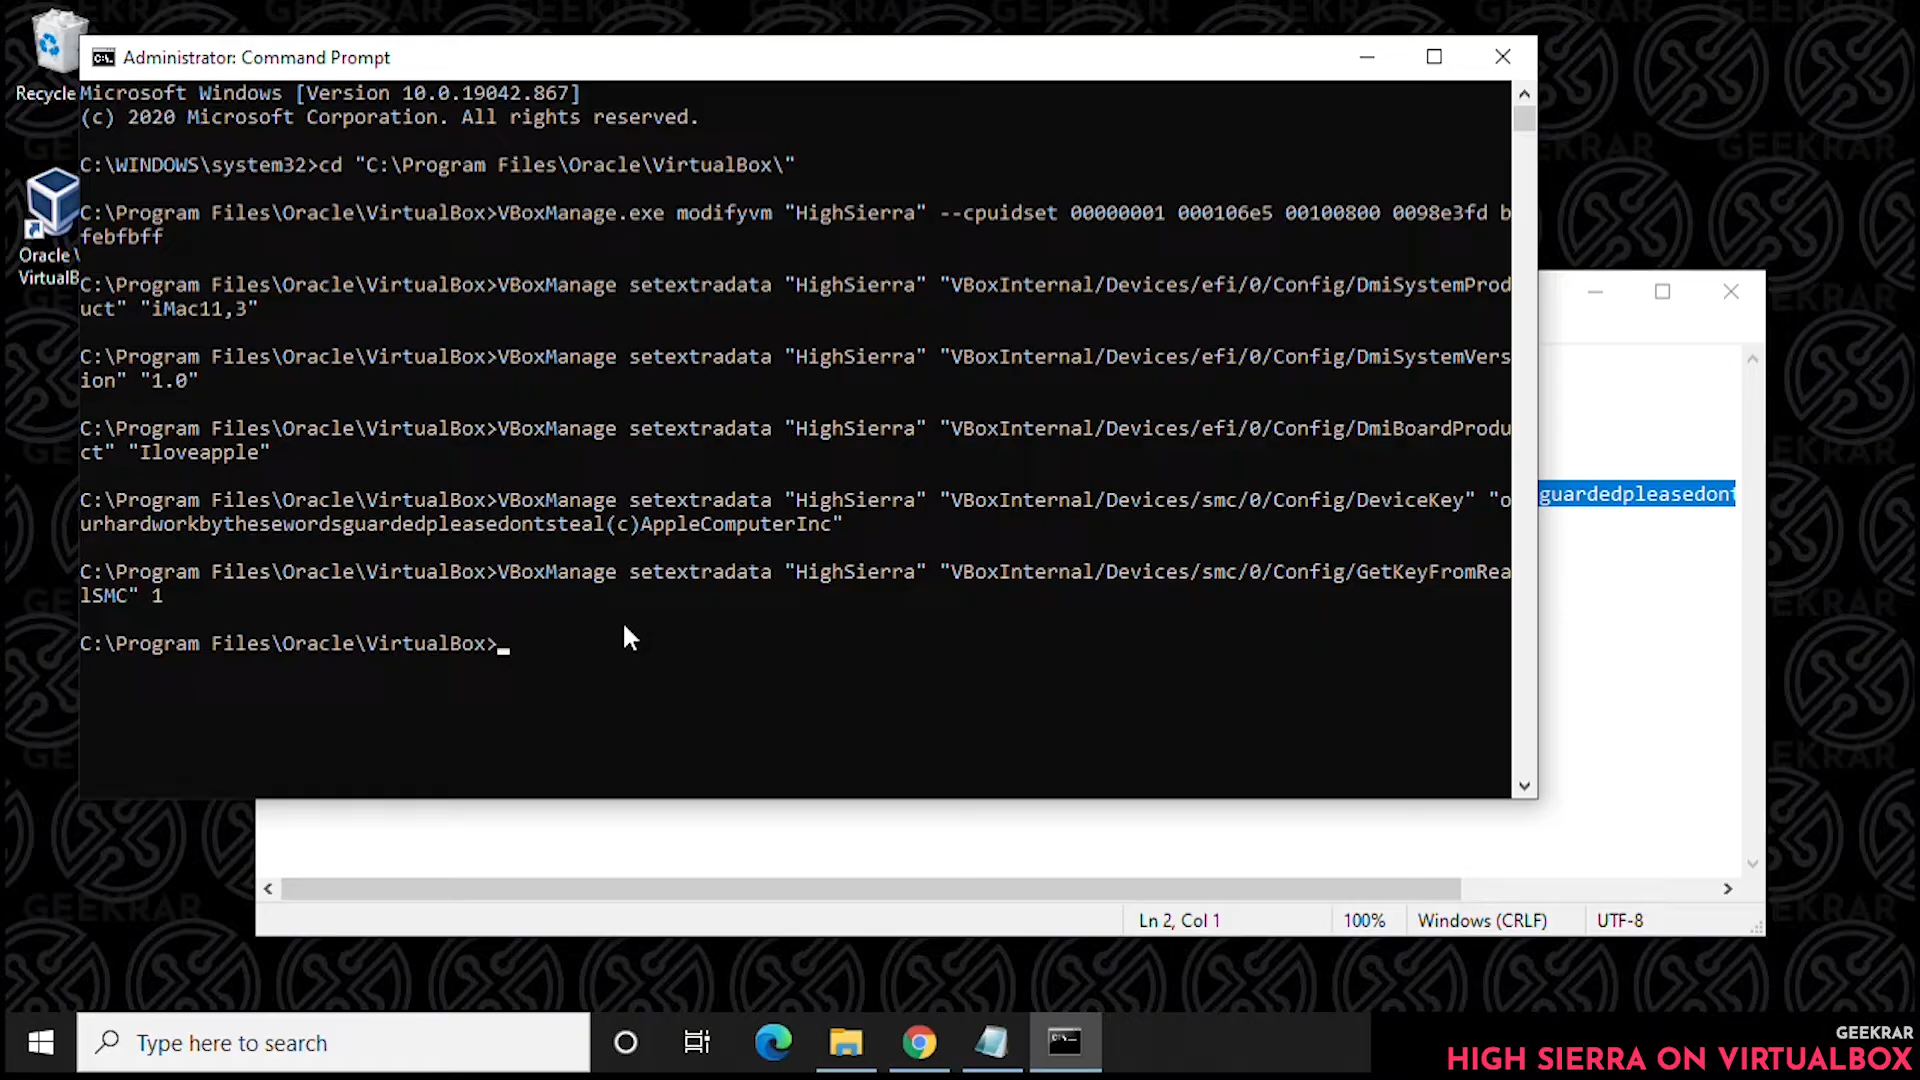 Administrator: Command Prompt
Recycle
Microsoft Windows [Version 10.0.19042.867]
(c) 2020 Microsoft Corporation. All rights reserved.
C:\WINDOWS\system32>cd "C:\Program Files\Oracle\VirtualBox\"
C:\Program Files\Oracle\VirtualBox>VBoxManage.exe modifyvm "HighSierra" --cpuidset 00000001 000106e5 00100800 0098e3fd b
febfbff
Oracle
VirtualB
C:\Program Files\Oracle\VirtualBox>VBoxManage setextradata "HighSierra" "VBoxInternal/Devices/efi/0/Config/DmiSystemProd
uct" "iMac11,3"
C:\Program Files\Oracle\VirtualBox>VBoxManage setextradata "HighSierra" "VBoxInternal/Devices/efi/0/Config/DmiSystemVers
ion" "1.0"
C:\Program Files\Oracle\VirtualBox>VBoxManage setextradata "HighSierra" "VBoxInternal/Devices/efi/0/Config/DmiBoardProdu
ct" "Iloveapple"
C:\Program Files\Oracle\VirtualBox>VBoxManage setextradata "HighSierra" "VBoxInternal/Devices/smc/0/Config/DeviceKey" "o
urhardworkbythesewordsguardedpleasedontsteal(c)AppleComputerInc"
guardedpleasedont
C:\Program Files\Oracle\VirtualBox>VBoxManage setextradata "HighSierra" "VBoxInternal/Devices/smc/0/Config/GetKeyFromRea
lSMC" 1
C:\Program Files\Oracle\VirtualBox>
Ln 2, Col 1
100%
Windows (CRLF)
UTF-8
Type here to search
GEEKRAR
HIGH SIERRA ON VIRTUALBOX